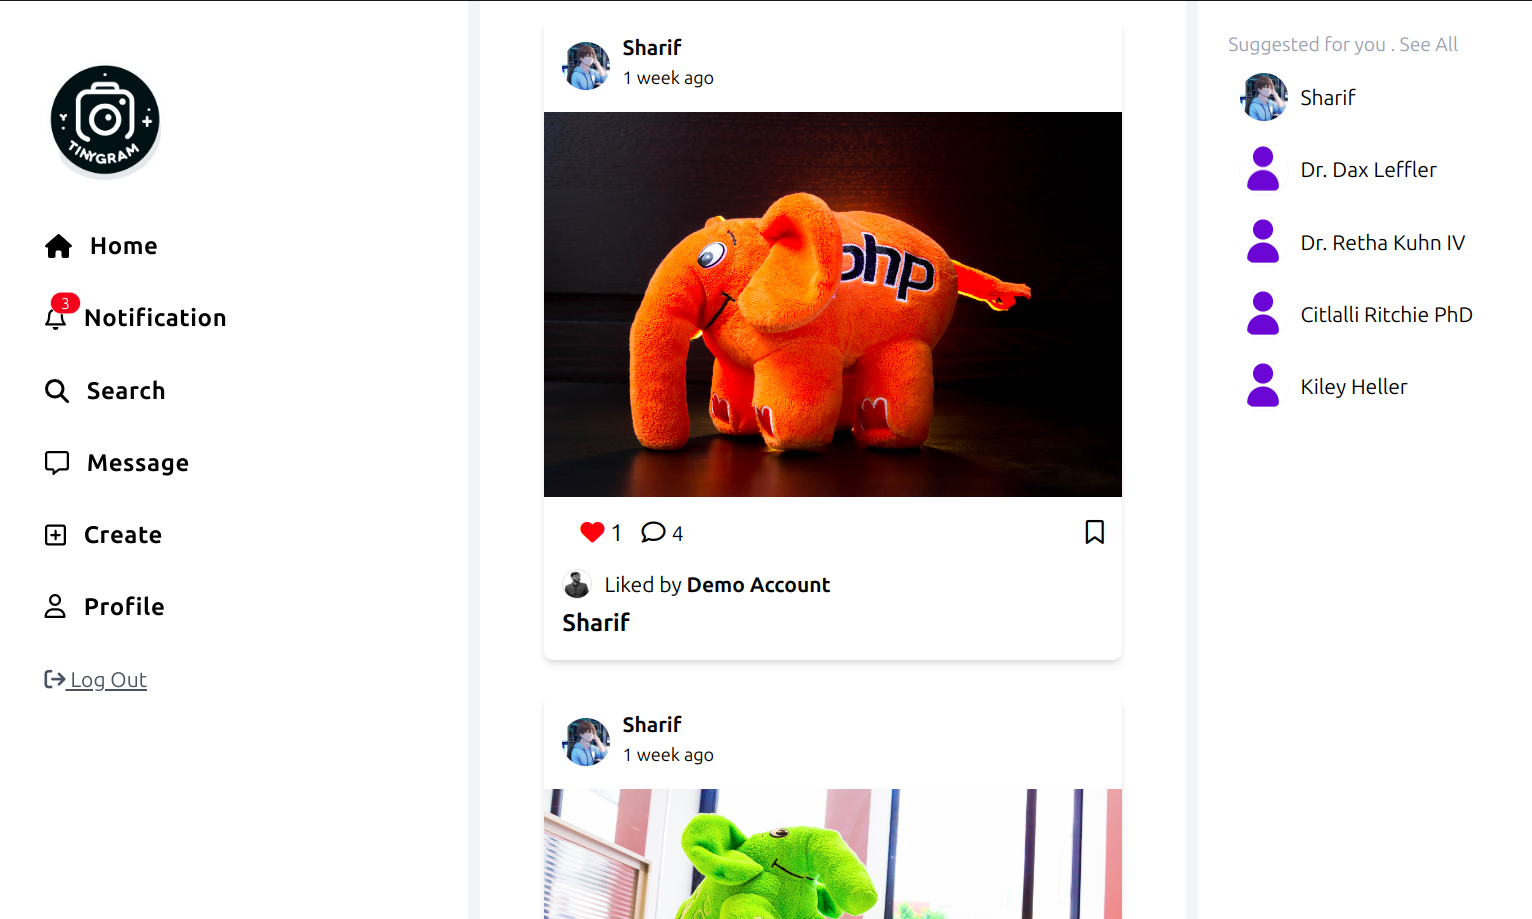 TINYGRAM
Home
3
Notification
Search
Message
Create
Profile
Log Out
Sharif
1 week ago
php
1 4
Liked by Demo Account
Sharif
Sharif
1 week ago
Suggested for you . See All
Sharif
Dr. Dax Leffler
Dr. Retha Kuhn IV
Citlalli Ritchie PhD
Kiley Heller